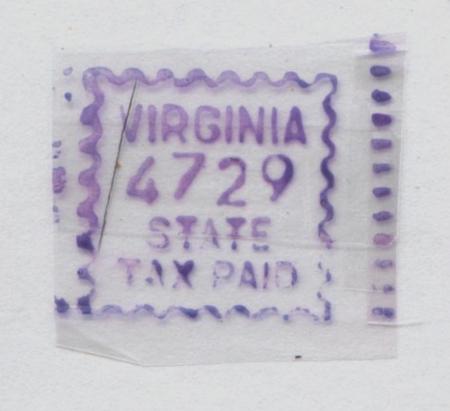 VIRGINIA
4729
STATE
TAX PAID